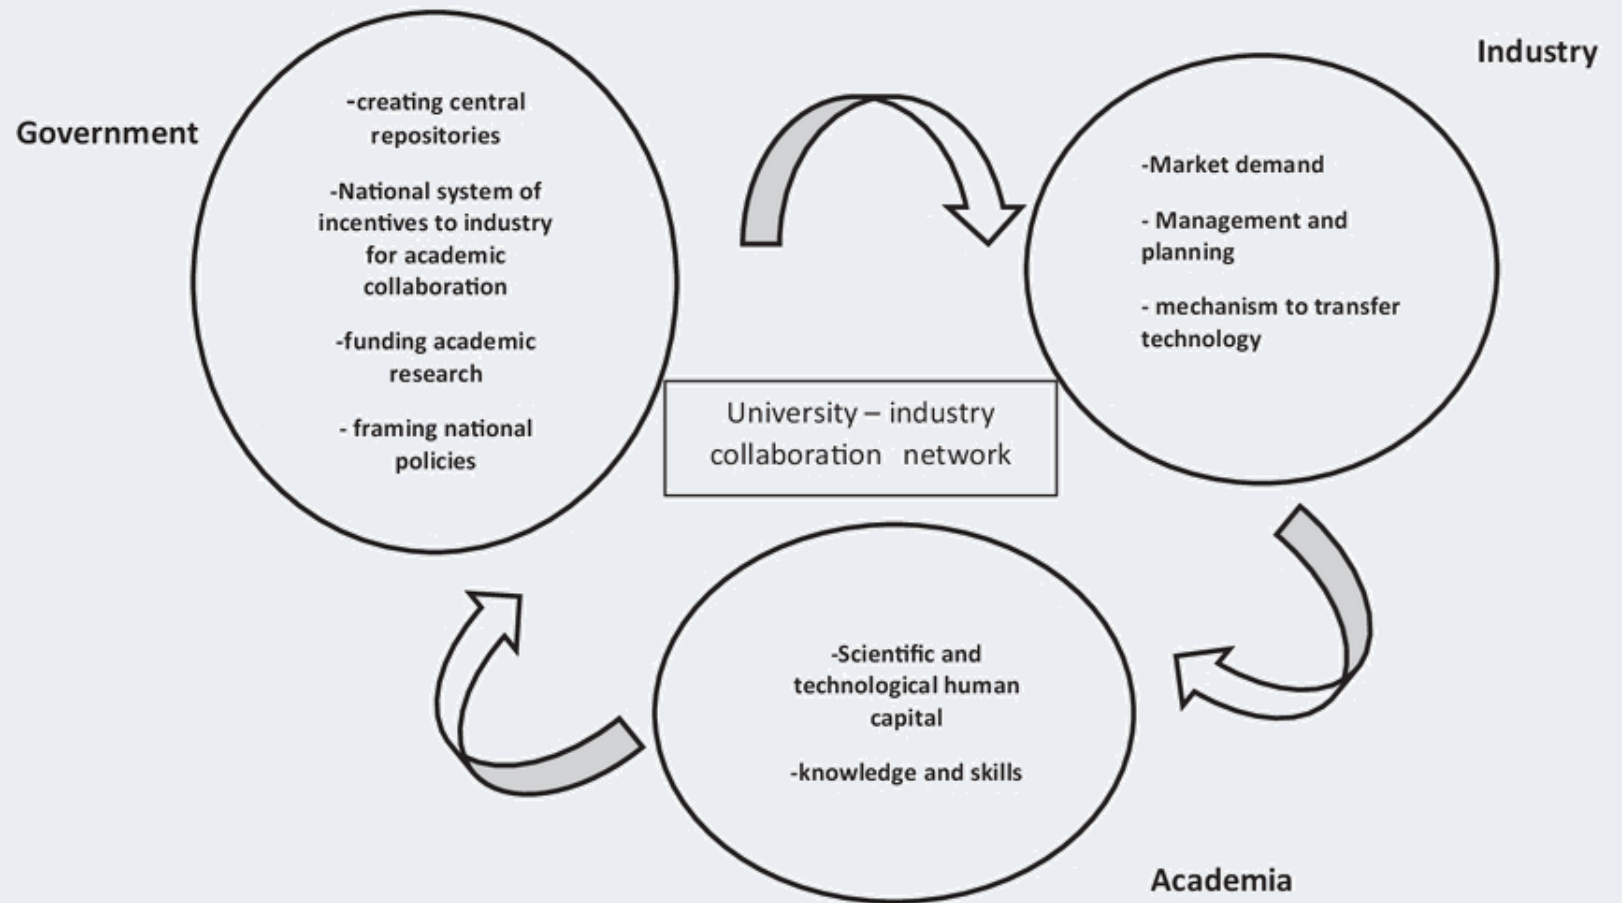 Government
-creating central
repositories
-National system of
incentives to industry
for academic
collaboration
-funding academic
research
- framing national
policies
Industry
-Market demand
- Management and
planning
- mechanism to transfer
technology
University – industry
collaboration network
-Scientific and
technological human
capital
-knowledge and skills
Academia